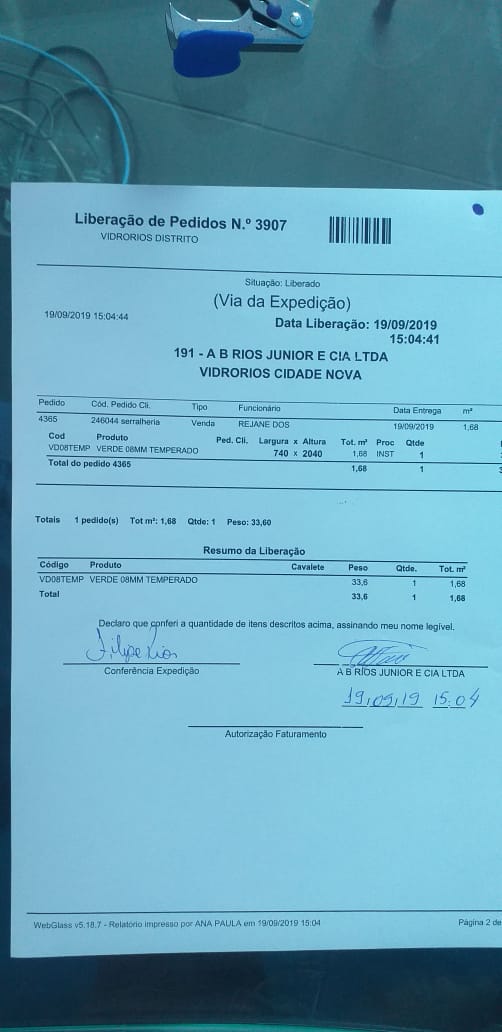 Liberação de Pedidos N.º 3907
VIDRORIOS DISTRITO
Situação: Liberado
(Via da Expedição)
19/09/2019 15:04:44
Data Liberação: 19/09/2019
15:04:41
191 - A B RIOS JUNIOR E CIA LTDA
VIDRORIOS CIDADE NOVA
Pedido Cód. Pedido Cli. Tipo Funcionário Data Entrega m²
4365 246044 serralheria Venda REJANE DOS 19/09/2019 1,68
Cod Produto Ped. Cli. Largura x Altura Tot. m² Proc Qtde
VD08TEMP VERDE 08MM TEMPERADO 740 x 2040 1,68 INST 1
Total do pedido 4365 1,68 1
Totais 1 pedido(s) Tot m²: 1,68 Qtde: 1 Peso: 33,60
Resumo da Liberação
Código Produto Cavalete Peso Qtde. Tot. m²
VD08TEMP VERDE 08MM TEMPERADO 33,6 1 1,68
Total 33,6 1 1,68
Declaro que conferi a quantidade de itens descritos acima, assinando meu nome legível.
Filipe Rios
Conferência Expedição
A B RIOS JUNIOR E CIA LTDA
19,09,19 15:04
Autorização Faturamento
WebGlass v5.18.7 - Relatório impresso por ANA PAULA em 19/09/2019 15:04
Página 2 de